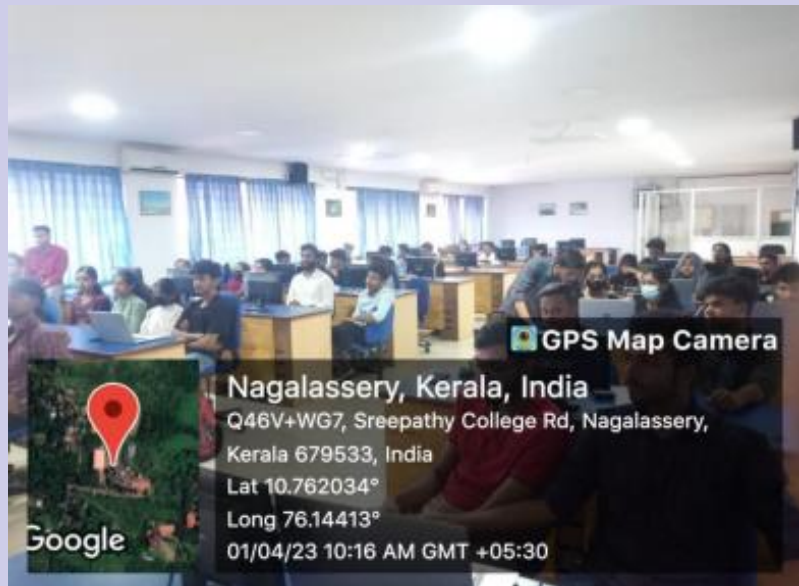 GPS Map Camera
Nagalassery, Kerala, India
Q46V+WG7, Sreepathy College Rd, Nagalassery,
Kerala 679533, India
Lat 10.762034°
Long 76.14413°
01/04/23 10:16 AM GMT +05:30
Google